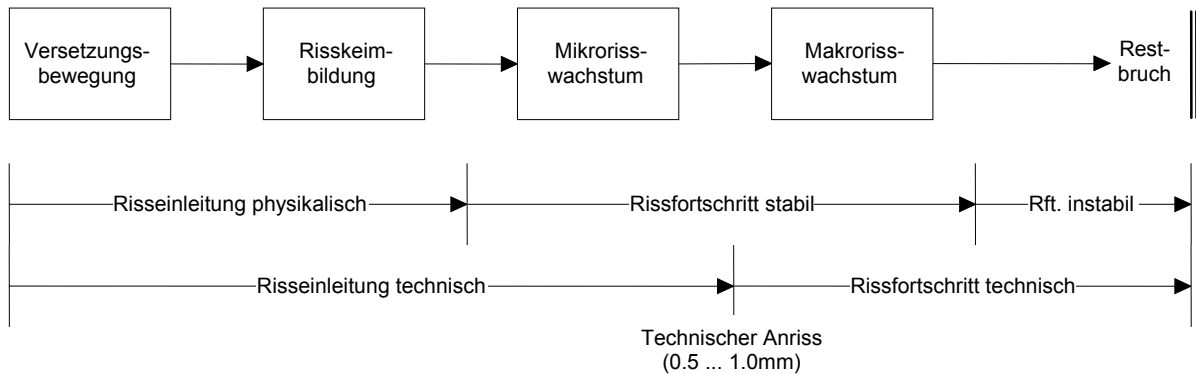 Versetzungs-
bewegung
Risskeim-
bildung
Mikroriss-
wachstum
Makroriss-
wachstum
Rest-
bruch
Risseinleitung physikalisch
Rissfortschritt stabil
Rft. instabil
Risseinleitung technisch
Rissfortschritt technisch
Technischer Anriss
(0.5 ... 1.0mm)